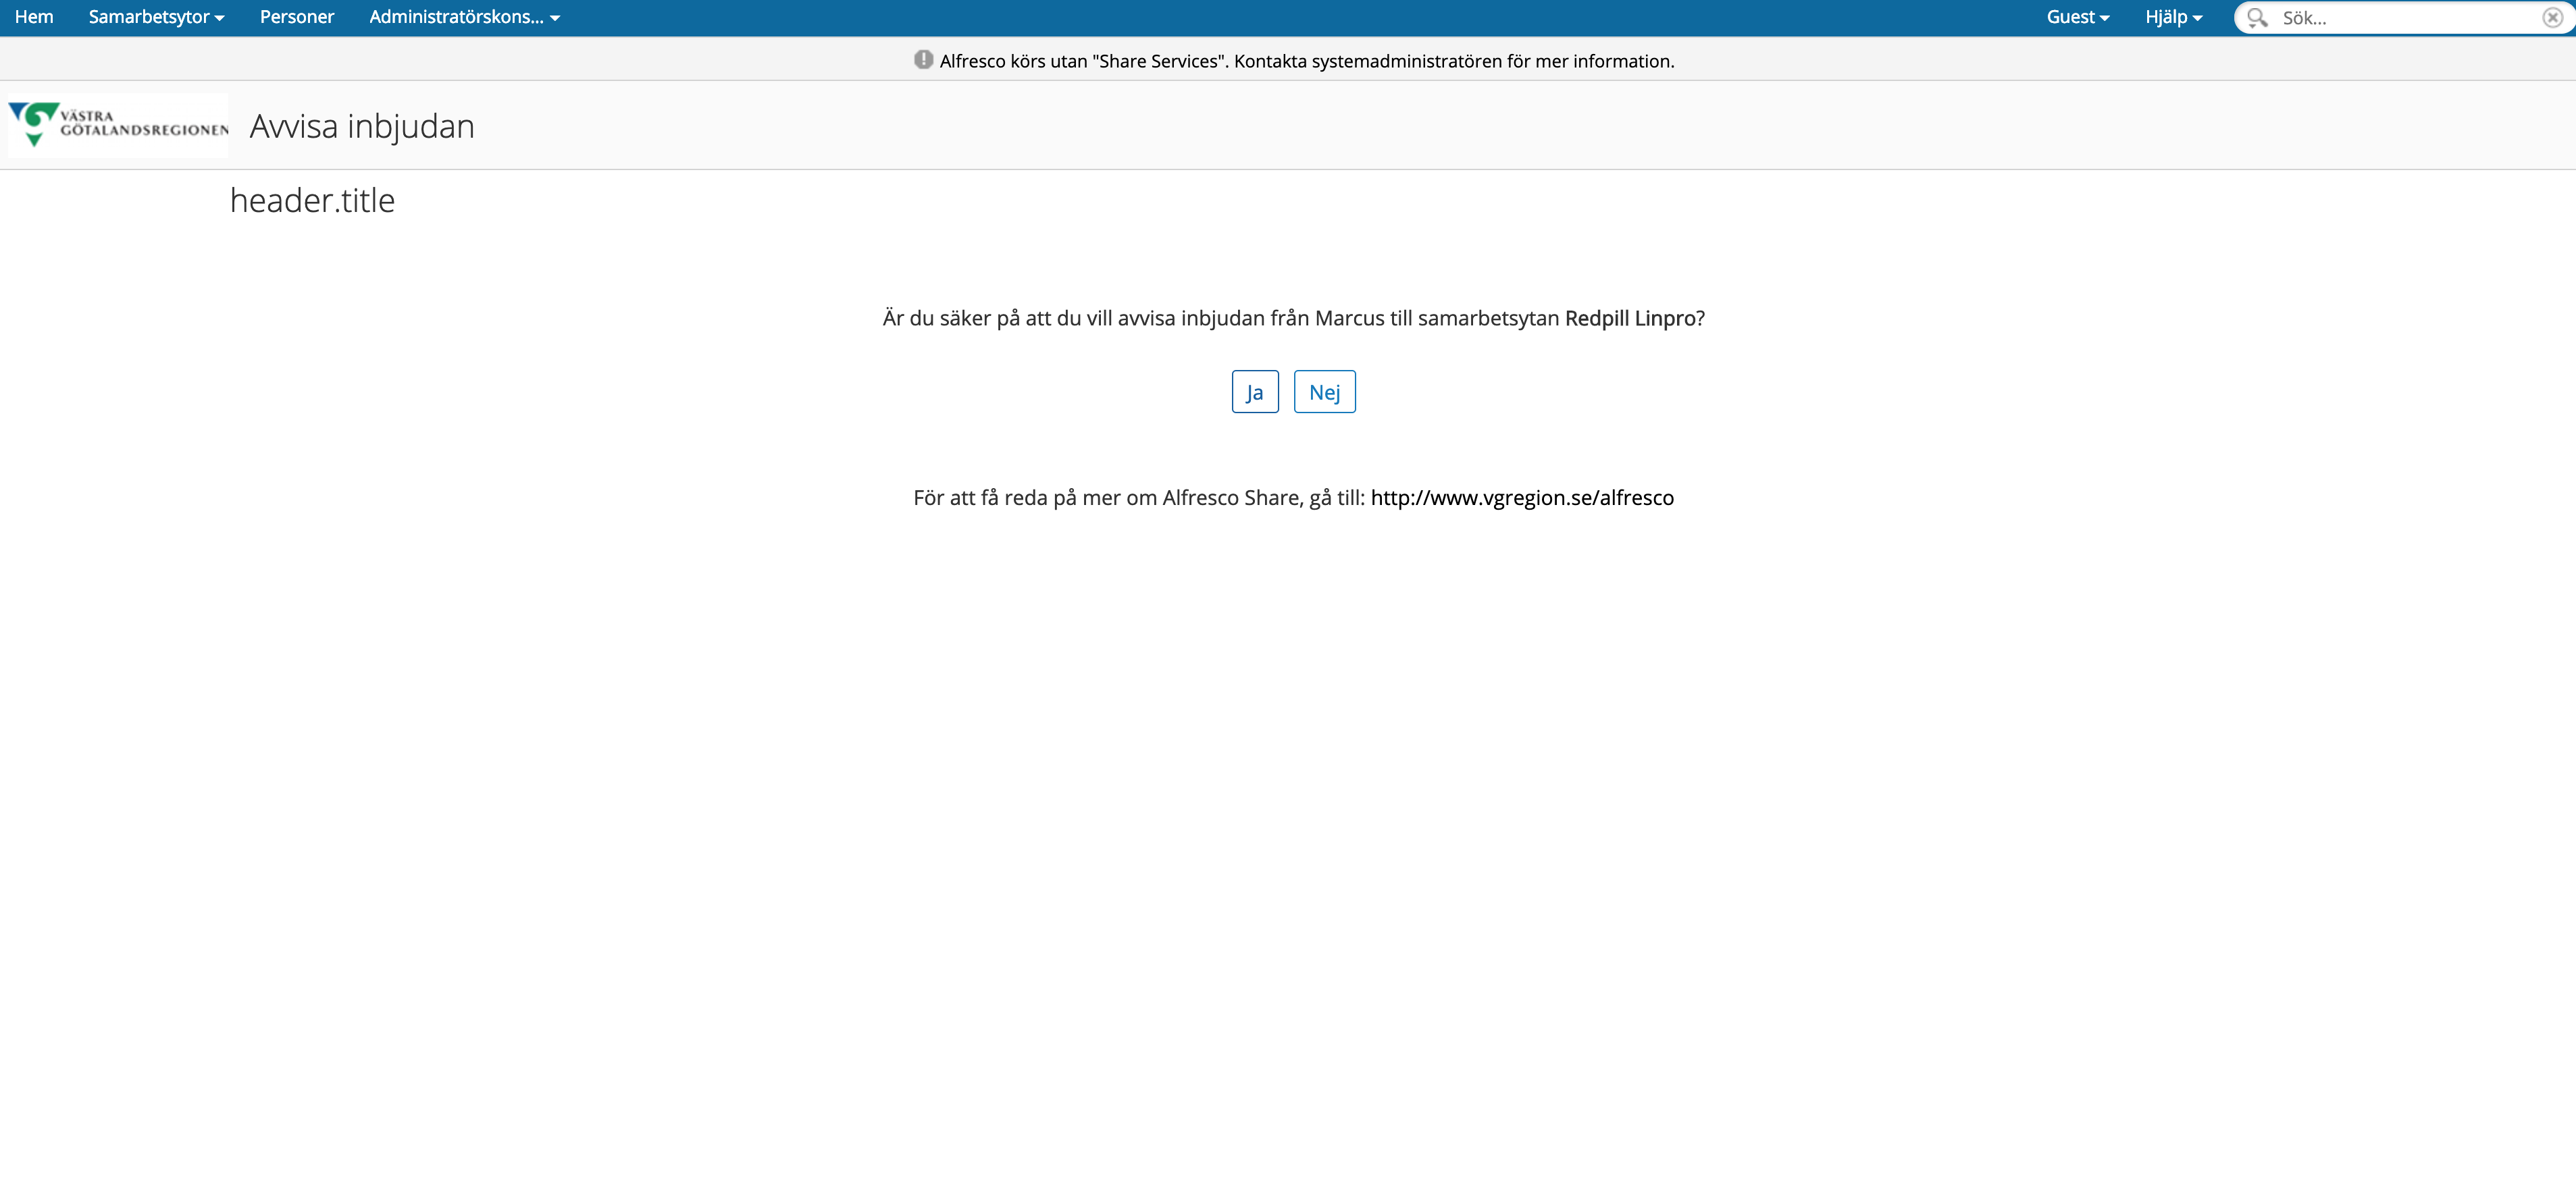 Hem Samarbetsytor Personer Administratörskons... Guest Hjälp Sök...
Alfresco körs utan "Share Services". Kontakta systemadministratören för mer information.
VÄSTRA
GÖTALANDSREGIONEN
Avvisa inbjudan
header.title
Är du säker på att du vill avvisa inbjudan från Marcus till samarbetsytan Redpill Linpro?
Ja Nej
För att få reda på mer om Alfresco Share, gå till: http://www.vgregion.se/alfresco